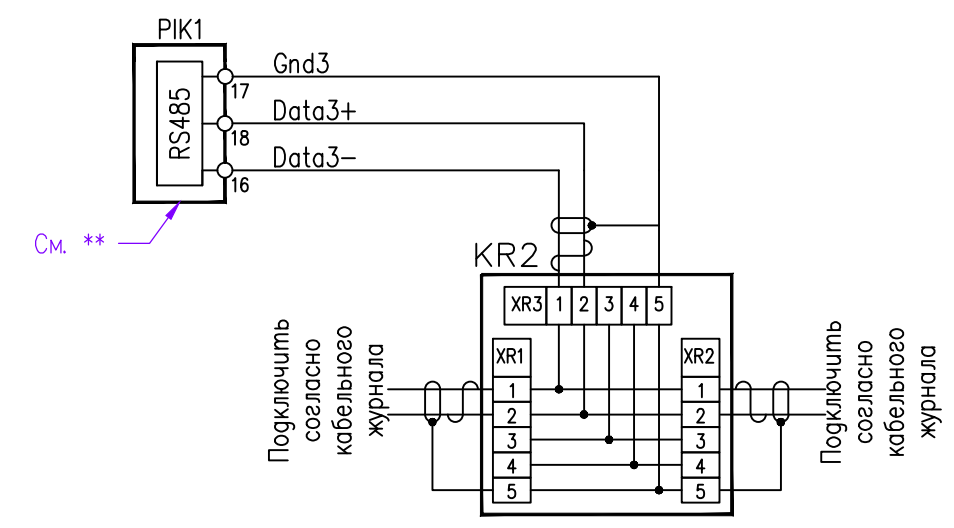 PIK1
RS485
17
18
16
Gnd3
Data3+
Data3-
См. **
KR2
XR3 1 2 3 4 5
XR1
1
2
3
4
5
XR2
1
2
3
4
5
Подключить
согласно
кабельного
журнала
Подключить
согласно
кабельного
журнала